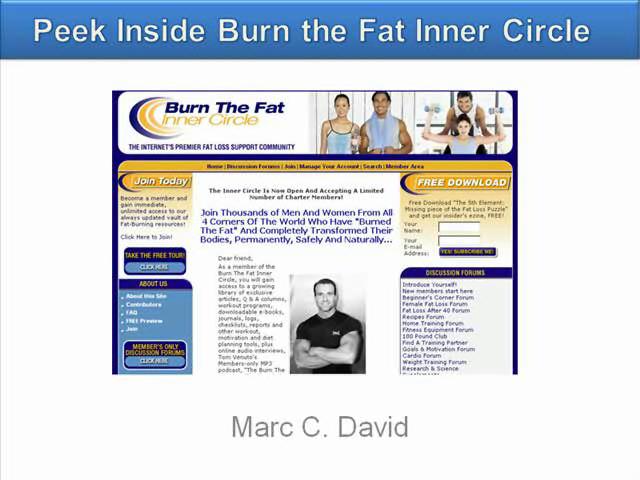 Peek Inside Burn the Fat Inner Circle
Burn The Fat
inner Circle
THE INTERNET'S PREMIER FAT LOSS SUPPORT COMMUNITY
Home | Discussion Forums | Join | Manage Your Account | Search | Member Area
Join Today
Become a member and
gain immediate,
unlimited access to our
always updated vault of
Fat-Burning resources!
Click Here to Join!
TAKE THE FREE TOUR!
CLICK HERE
ABOUT US
About this Site
Contributors
FAQ
FREE Preview
Join
MEMBER'S ONLY
DISCUSSION FORUMS
CLICK HERE
The Inner Circle Is Now Open And Accepting A Limited
Number of Charter Members!
Join Thousands of Men And Women From All
4 Corners Of The World Who Have "Burned
The Fat" And Completely Transformed Their
Bodies, Permanently, Safely And Naturally...
Dear friend,
As a member of the
Burn The Fat Inner
Circle, you will gain
access to a growing
library of exclusive
articles, Q & A columns,
workout programs,
downloadable e-books,
journals, logs,
checklists, reports and
other workout,
motivation and diet
planning tools, plus
online audio interviews,
Tom Venuto's
Members-only MP3
podcast, "The Burn The
FREE DOWNLOAD
Free Download "The 5th Element:
Missing piece of the Fat Loss Puzzle"
and get our insider's ezine, FREE!
Your
Name:
Your
E-mail
Address:
YES! SUBSCRIBE ME!
DISCUSSION FORUMS
Introduce Yourself!
New members start here
Beginner's Corner Forum
Female Fat Loss Forum
Fat Loss After 40 Forum
Recipes Forum
Home Training Forum
Fitness Equipment Forum
100 Pound Club
Find A Training Partner
Goals & Motivation Forum
Cardio Forum
Weight Training Forum
Research & Science
Supplements
Marc C. David